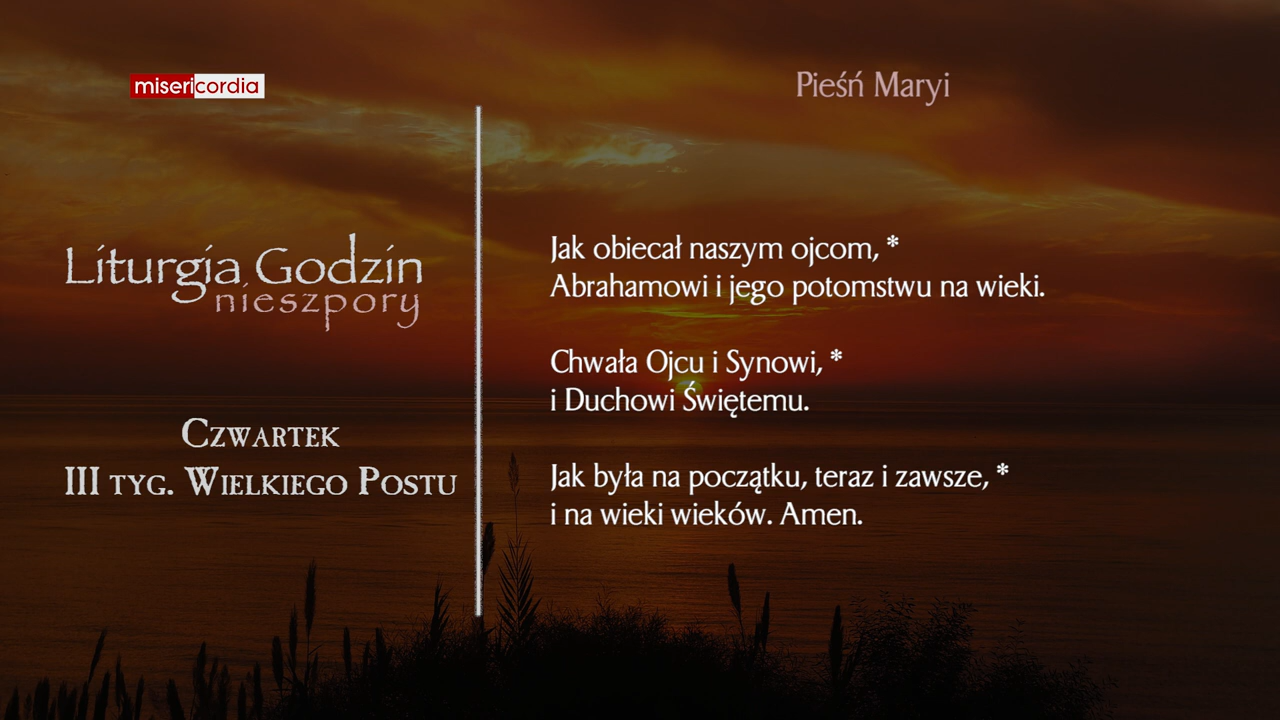 misericordia
Liturgia Godzin
nieszpory
Czwartek
III tyg. Wielkiego Postu
Pieśń Maryi
Jak obiecał naszym ojcom, *
Abrahamowi i jego potomstwu na wieki.
Chwała Ojcu i Synowi, *
i Duchowi Świętemu.
Jak była na początku, teraz i zawsze, *
i na wieki wieków. Amen.